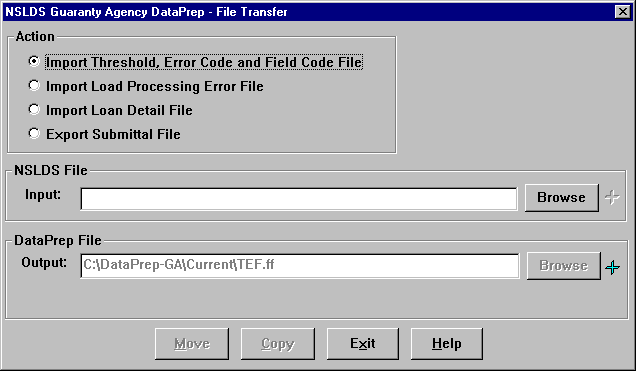 NSLDS Guaranty Agency DataPrep - File Transfer
Action
Import Threshold, Error Code and Field Code File
Import Load Processing Error File
Import Loan Detail File
Export Submittal File
NSLDS File
Input: Browse
DataPrep File
Output: C:\DataPrep-GA\Current\TEF.ff Browse
Move Copy Exit Help